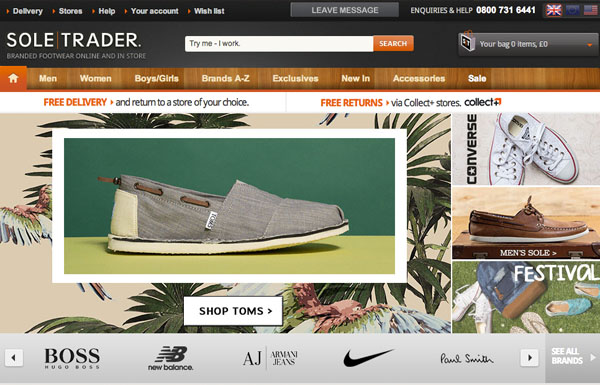 Delivery Stores Help Your account Wish list LEAVE MESSAGE ENQUIRIES & HELP 0800 731 6441
SOLE|TRADER.
BRANDED FOOTWEAR ONLINE AND IN STORE
Try me - I work. SEARCH
Your bag 0 items, £0
Men Women Boys/Girls Brands A-Z Exclusives New In Accessories Sale
FREE DELIVERY and return to a store of your choice. FREE RETURNS via Collect+ stores. collect+
CONVERSE
TOMS
MEN'S SOLE >
FESTIVAL
SHOP TOMS >
BOSS
HUGO BOSS
new balance.
AJ | ARMANI JEANS
Paul Smith
SEE ALL BRANDS